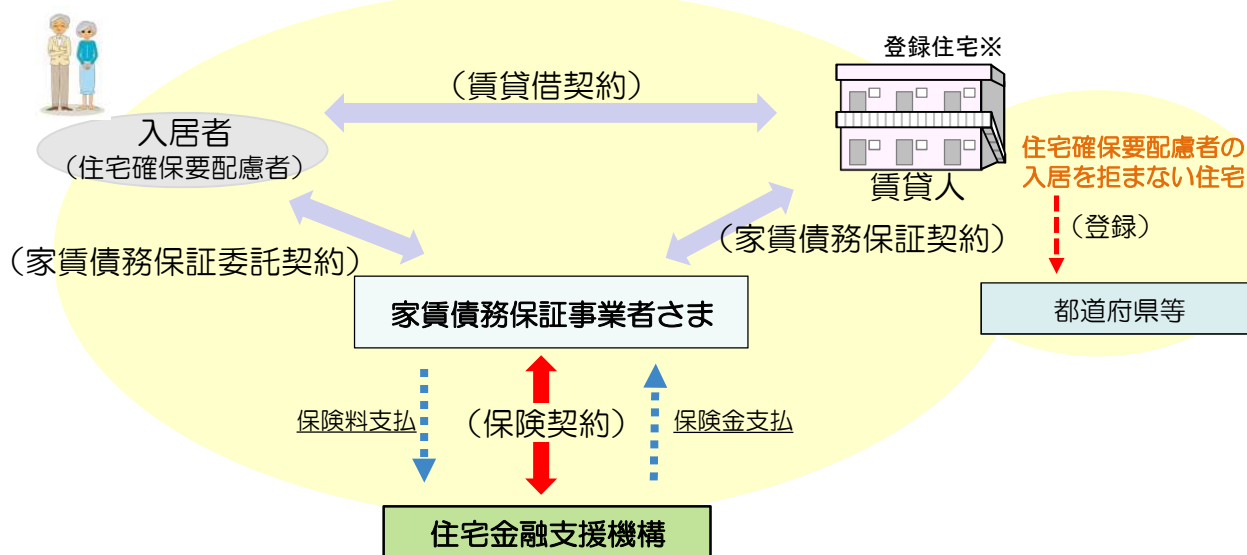 登録住宅※
（賃貸借契約）
入居者
（住宅確保要配慮者）
賃貸人
住宅確保要配慮者の
入居を拒まない住宅
（登録）
（家賃債務保証委託契約）
（家賃債務保証契約）
家賃債務保証事業者さま
都道府県等
保険料支払
（保険契約）
保険金支払
住宅金融支援機構